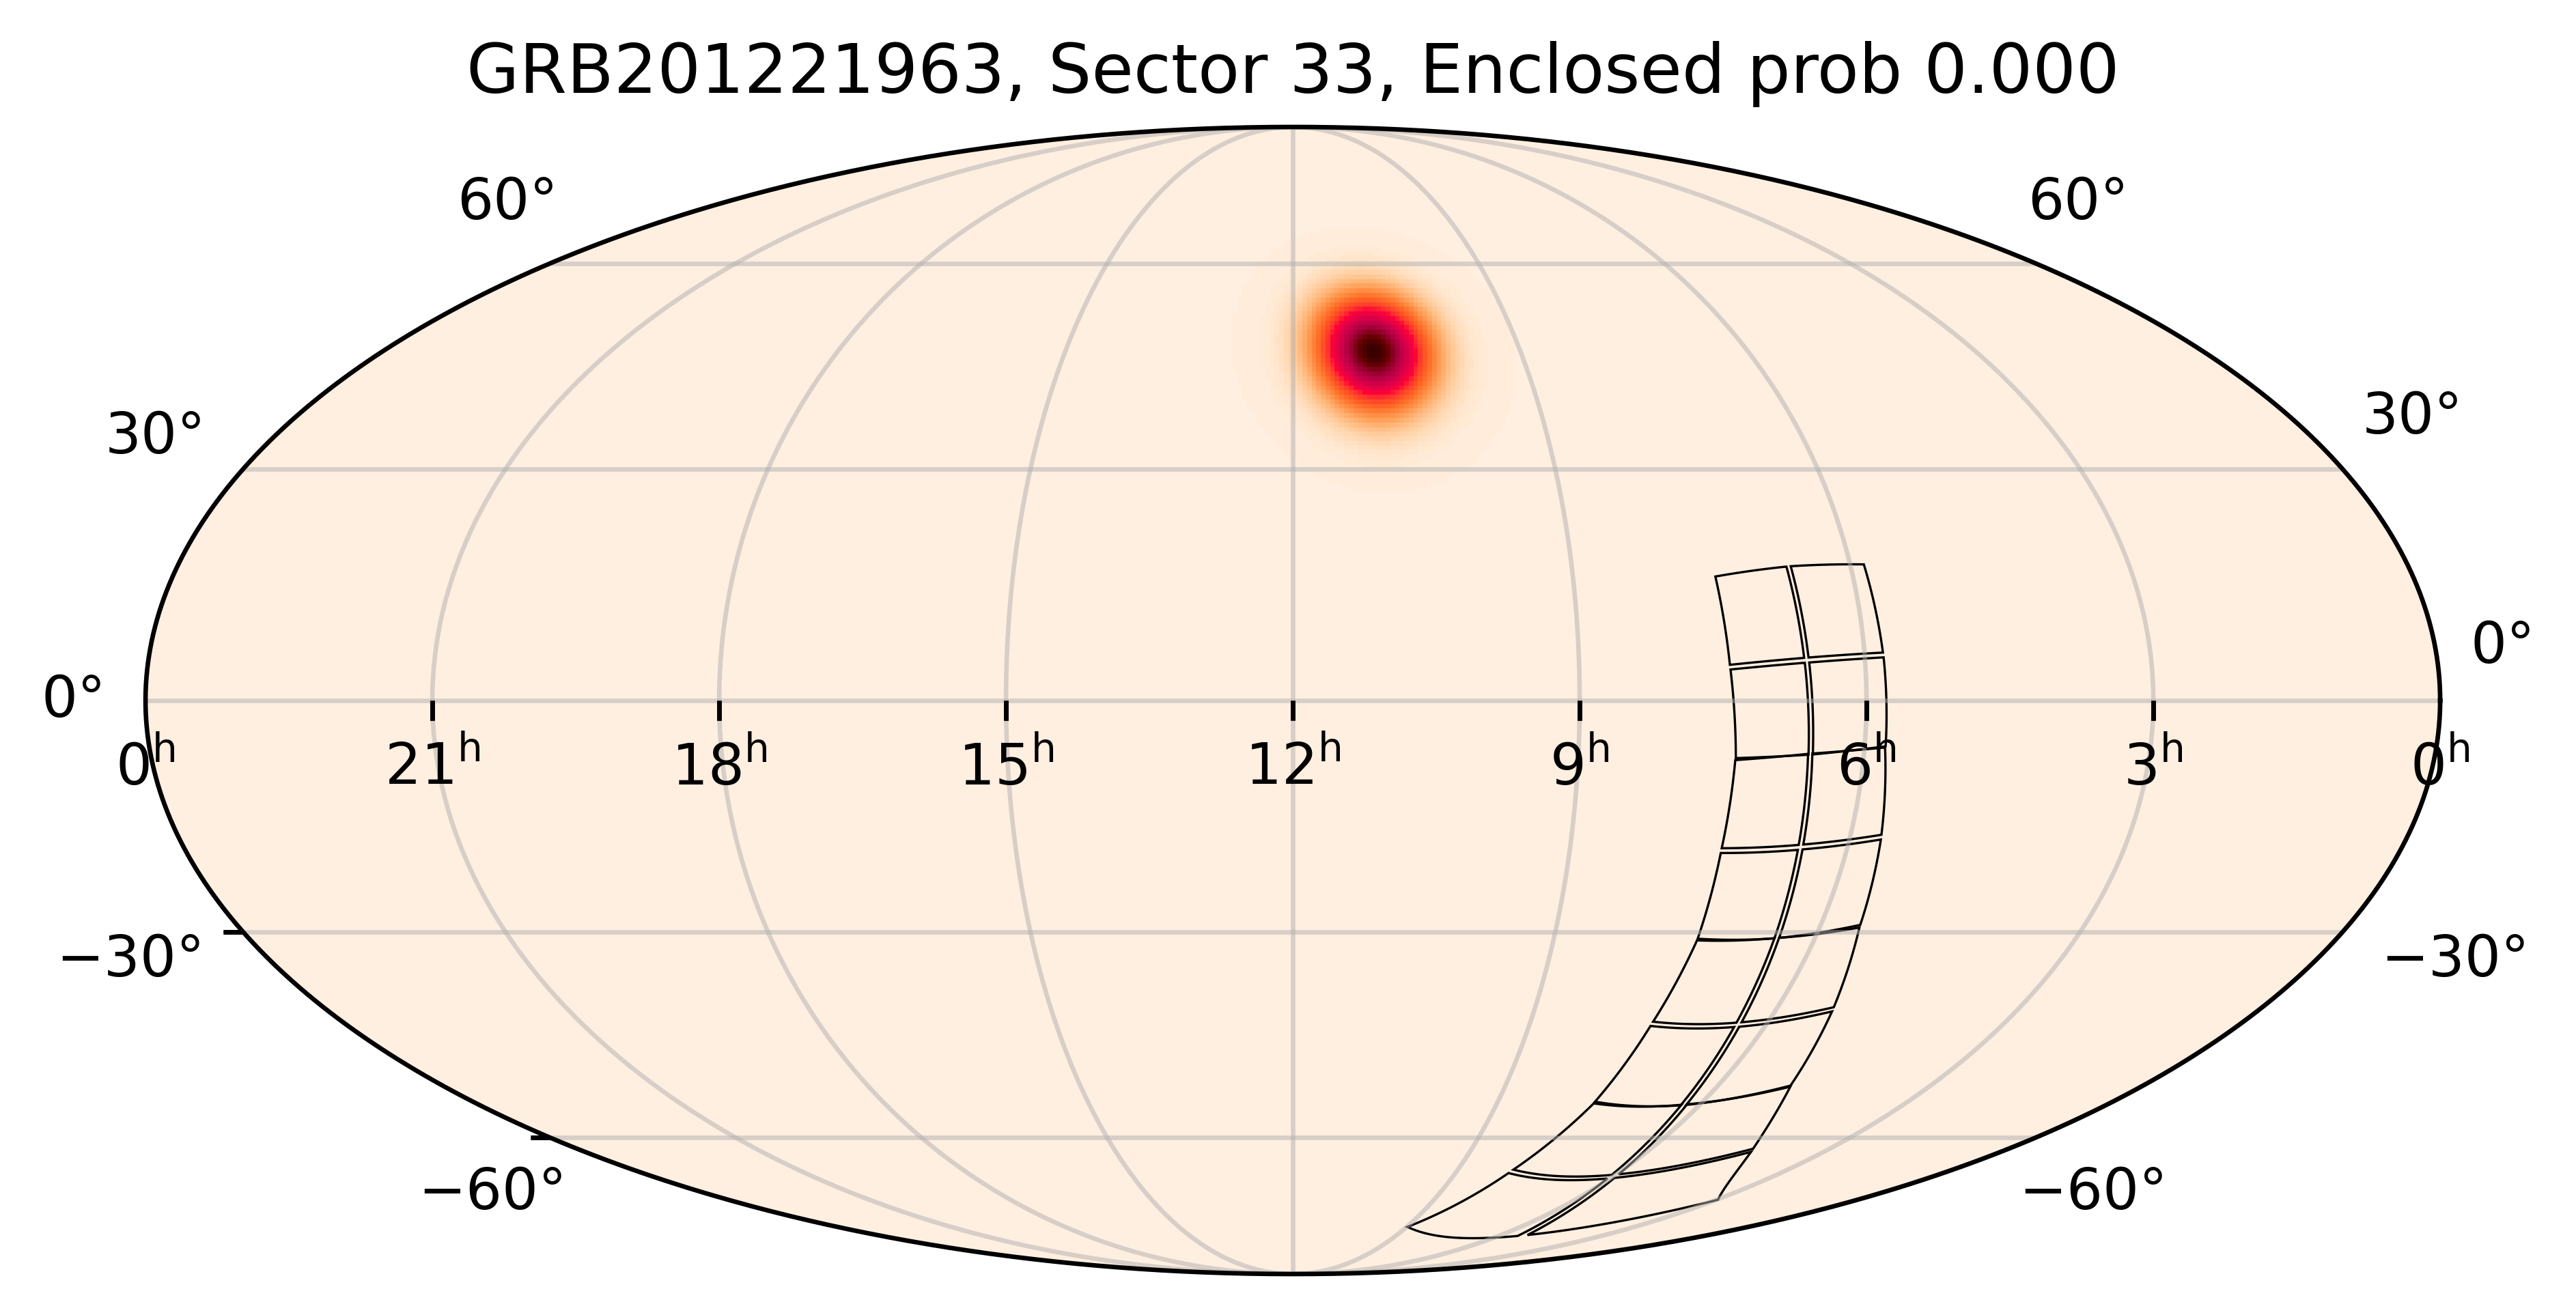 GRB201221963, Sector 33, Enclosed prob 0.000
60° 60°
30° 30°
0° 0°
0ʰ 21ʰ 18ʰ 15ʰ 12ʰ 9ʰ 6ʰ 3ʰ 0ʰ
−30° −30°
−60° −60°